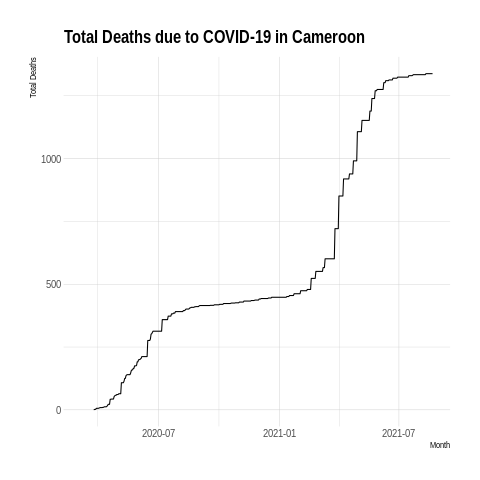 Total Deaths due to COVID-19 in Cameroon
Total Deaths
1000
500
0
2020-07 2021-01 2021-07
Month